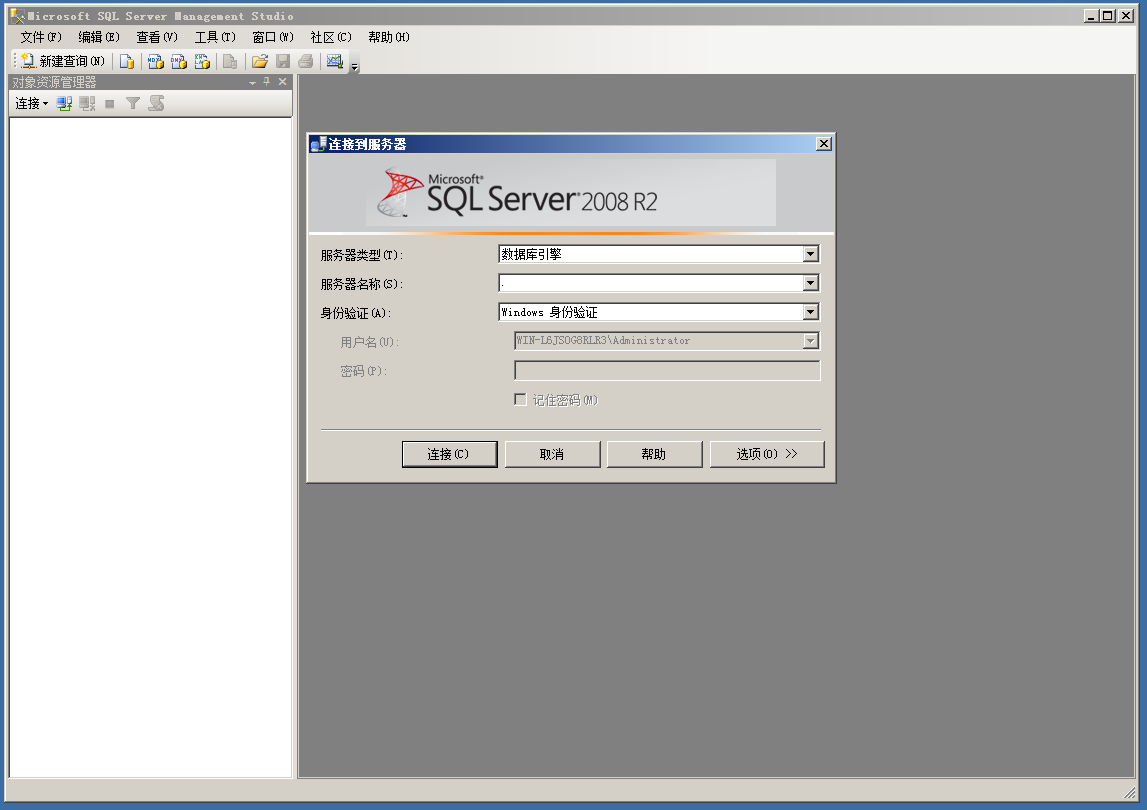 Microsoft SQL Server Management Studio
文件(F) 编辑(E) 查看(V) 工具(T) 窗口(W) 社区(C) 帮助(H)
新建查询(N)
对象资源管理器
连接
连接到服务器
Microsoft®
SQL Server® 2008 R2
服务器类型(T): 数据库引擎
服务器名称(S): .
身份验证(A): Windows 身份验证
用户名(U): WIN-L6JSOG8RLR3\Administrator
密码(P):
记住密码(M)
连接(C) 取消 帮助 选项(O) >>